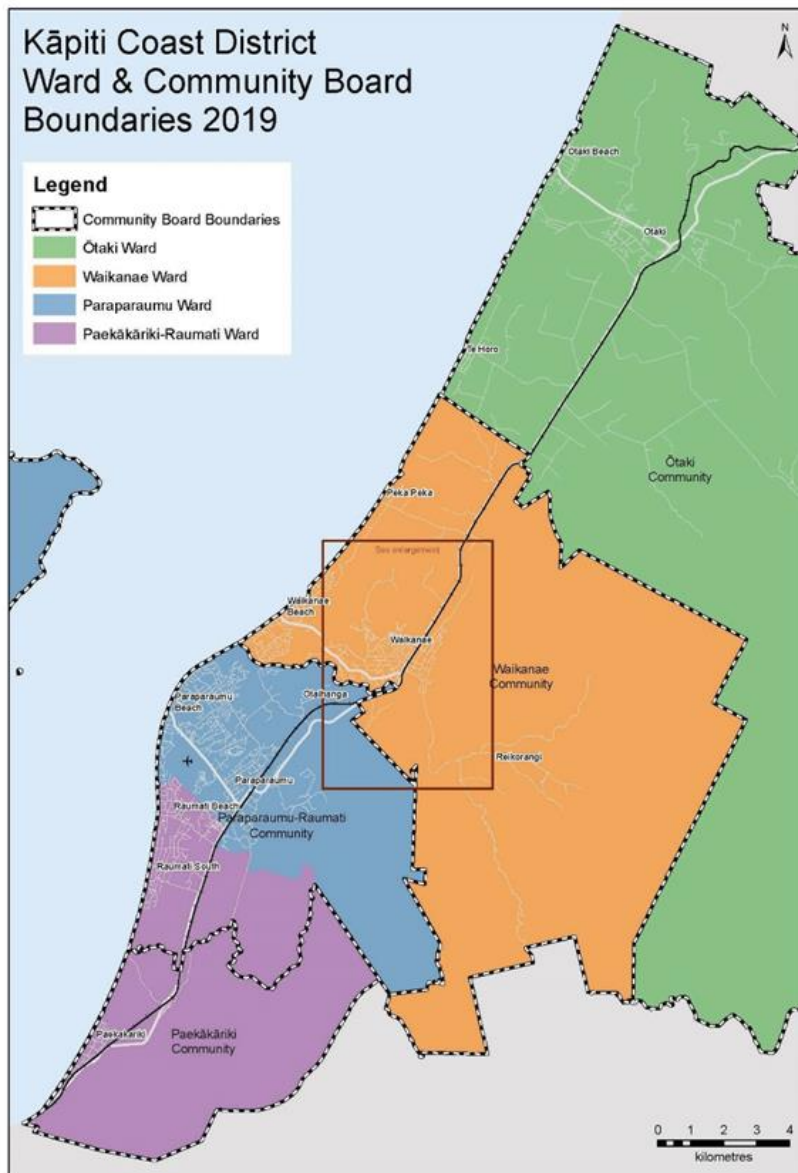 Kāpiti Coast District
Ward & Community Board
Boundaries 2019
N
Legend
Community Board Boundaries
Ōtaki Ward
Waikanae Ward
Paraparaumu Ward
Paekākāriki-Raumati Ward
Otaki Beach
Otaki
Te Horo
Ōtaki
Community
Peka Peka
See enlargement
Waikanae
Beach
Waikanae
Waikanae
Community
Otaihanga
Paraparaumu
Beach
Reikorangi
Paraparaumu
Raumati Beach
Paraparaumu-Raumati
Community
Raumati South
Paekakariki
Paekākāriki
Community
0 1 2 3 4
kilometres